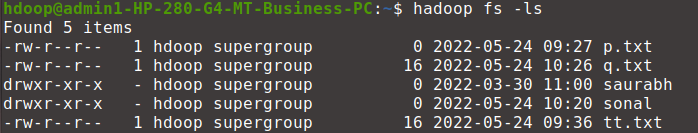 hdoop@admin1-HP-280-G4-MT-Business-PC:~$ hadoop fs -ls
Found 5 items
-rw-r--r--   1 hdoop supergroup          0 2022-05-24 09:27 p.txt
-rw-r--r--   1 hdoop supergroup         16 2022-05-24 10:26 q.txt
drwxr-xr-x   - hdoop supergroup          0 2022-03-30 11:00 saurabh
drwxr-xr-x   - hdoop supergroup          0 2022-05-24 10:20 sonal
-rw-r--r--   1 hdoop supergroup         16 2022-05-24 09:36 tt.txt